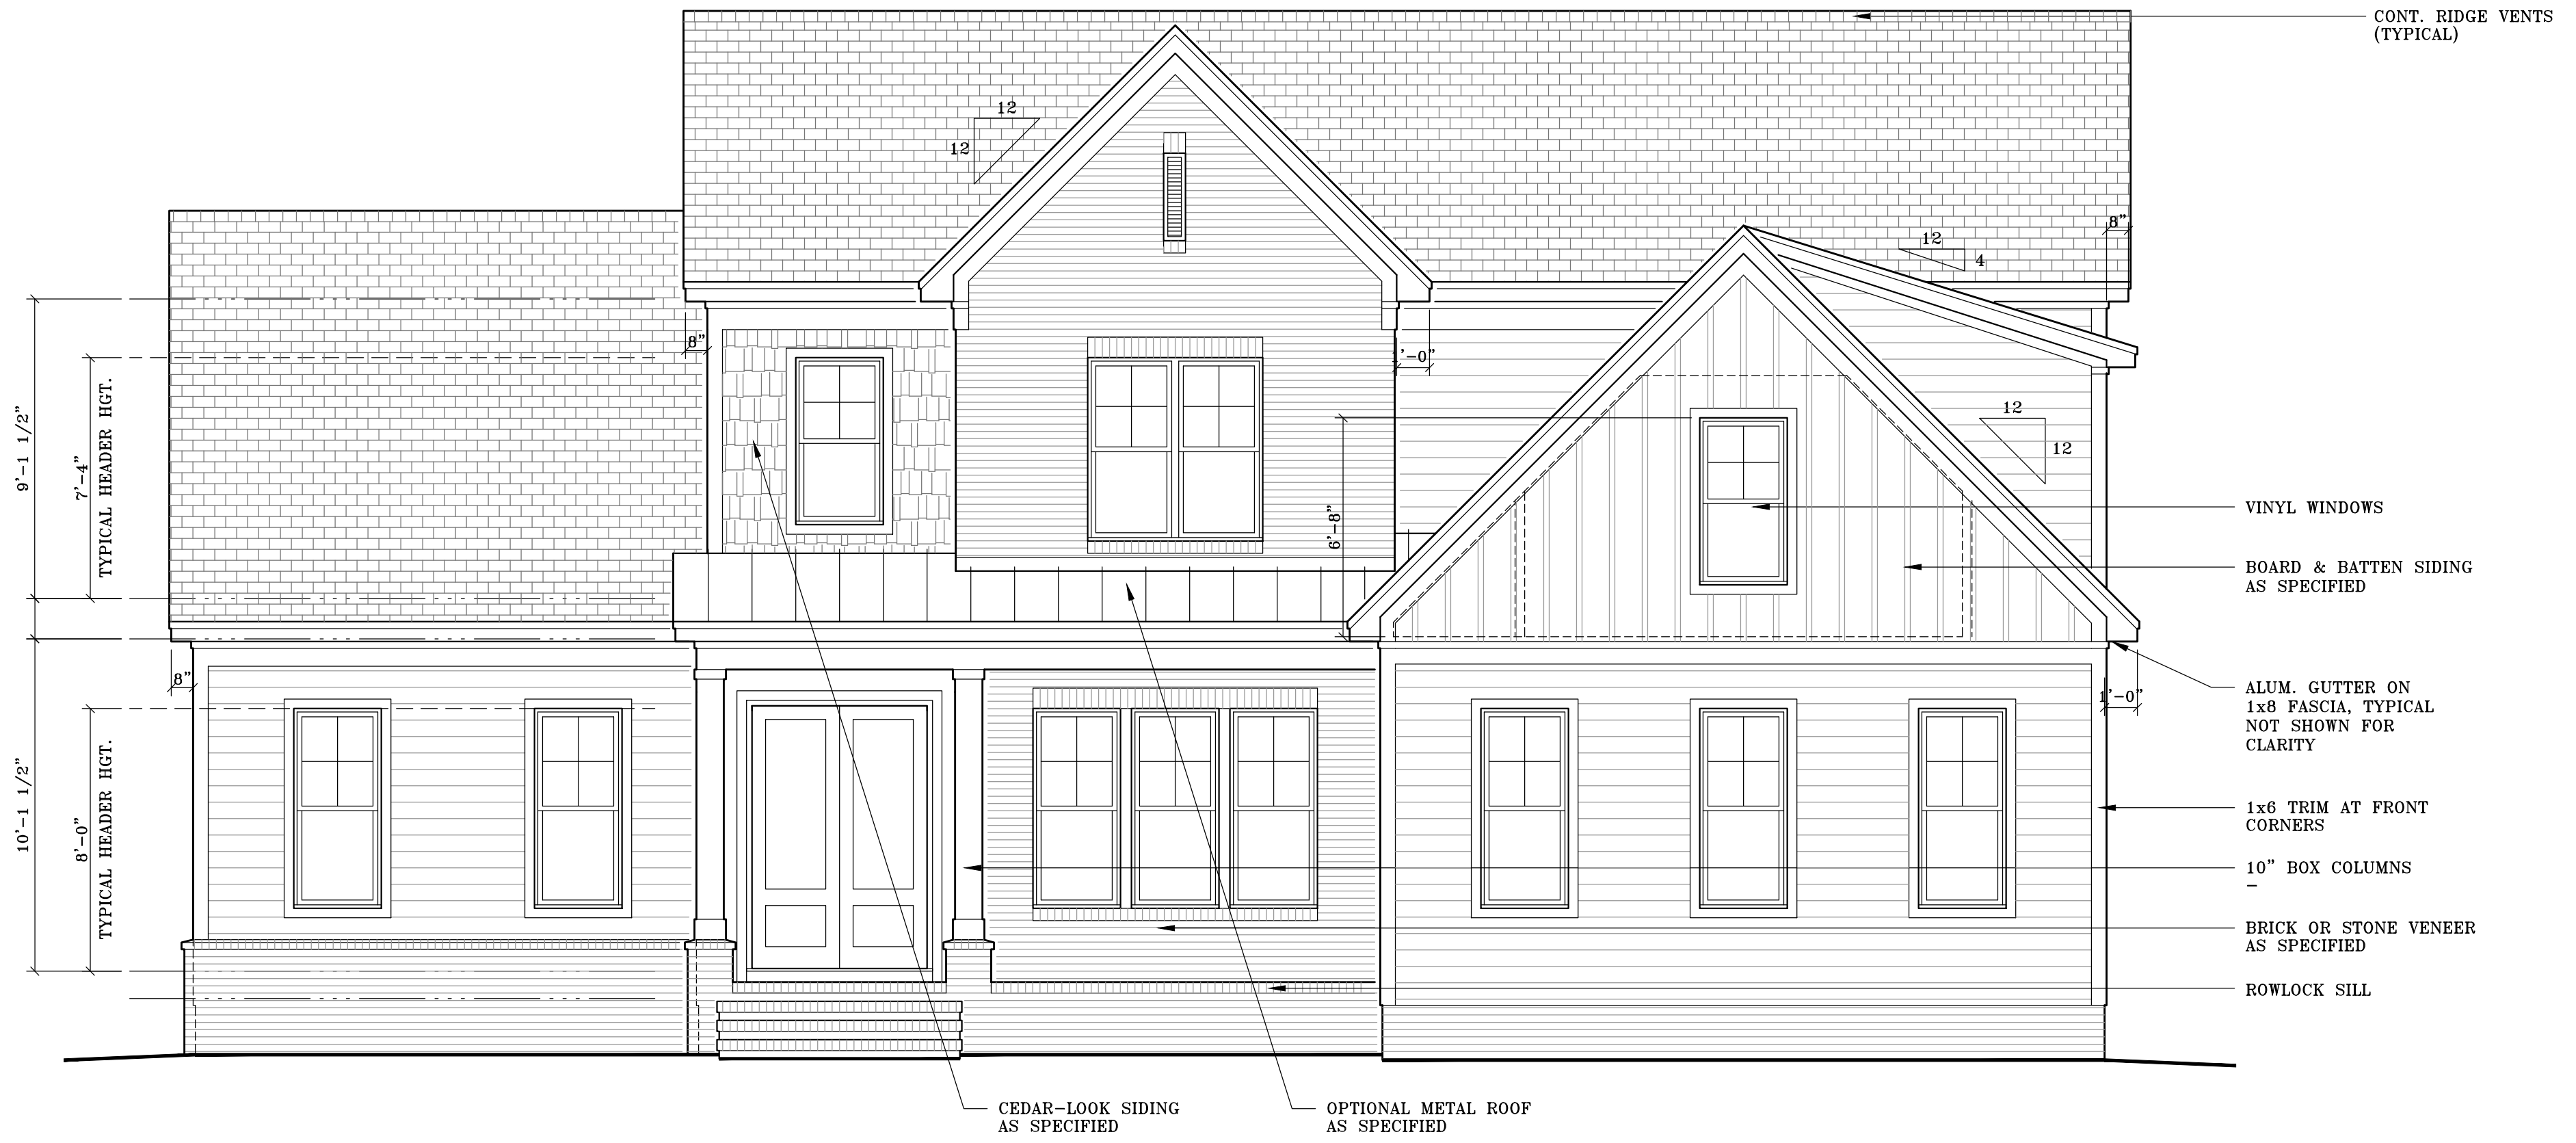 CONT. RIDGE VENTS
(TYPICAL)
12
12
8"
12
4
8"
'-0"
12
12
9'-1 1/2"
7'-4"
TYPICAL HEADER HGT.
6'-8"
VINYL WINDOWS
BOARD & BATTEN SIDING
AS SPECIFIED
8"
1'-0"
ALUM. GUTTER ON
1x8 FASCIA, TYPICAL
NOT SHOWN FOR
CLARITY
10'-1 1/2"
8'-0"
TYPICAL HEADER HGT.
1x6 TRIM AT FRONT
CORNERS
10" BOX COLUMNS
–
BRICK OR STONE VENEER
AS SPECIFIED
ROWLOCK SILL
CEDAR–LOOK SIDING
AS SPECIFIED
OPTIONAL METAL ROOF
AS SPECIFIED